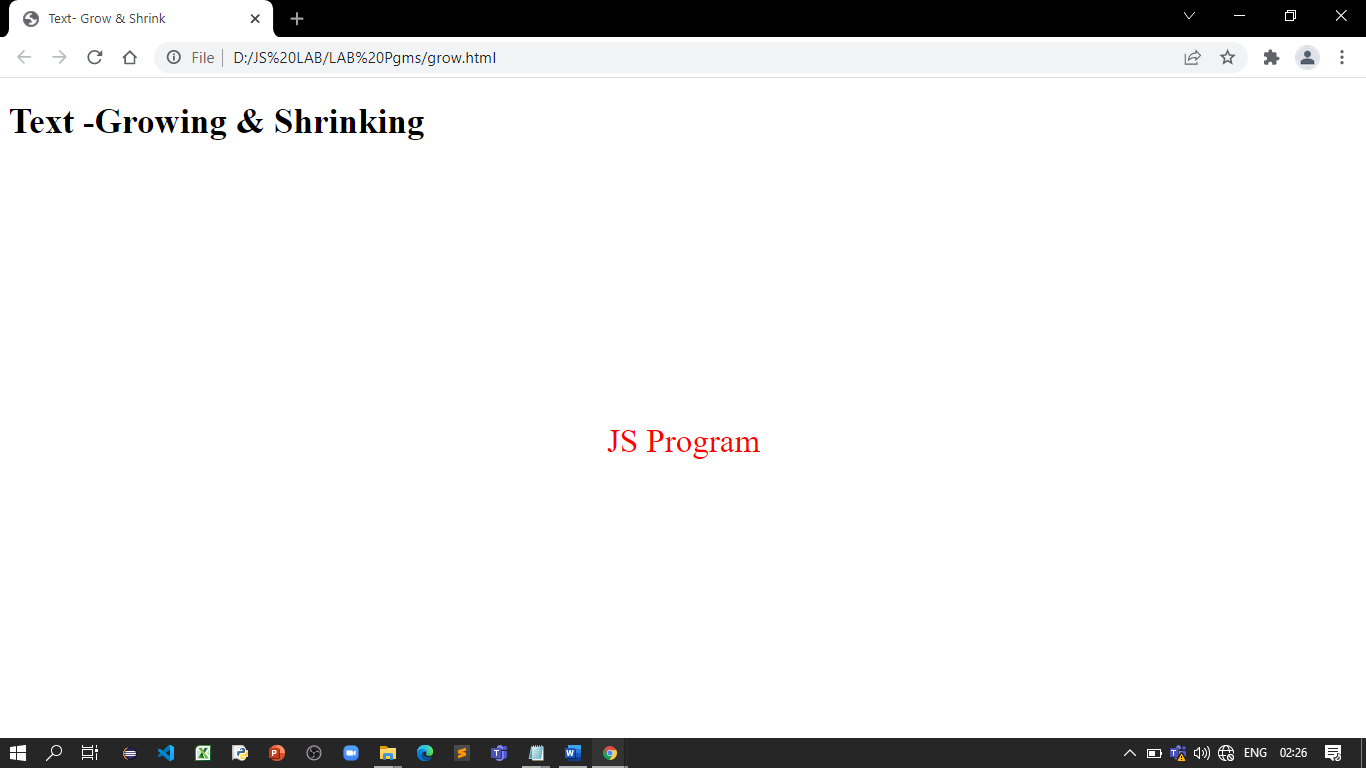 Text- Grow & Shrink
File D:/JS%20LAB/LAB%20Pgms/grow.html
Text -Growing & Shrinking
JS Program
ENG 02:26